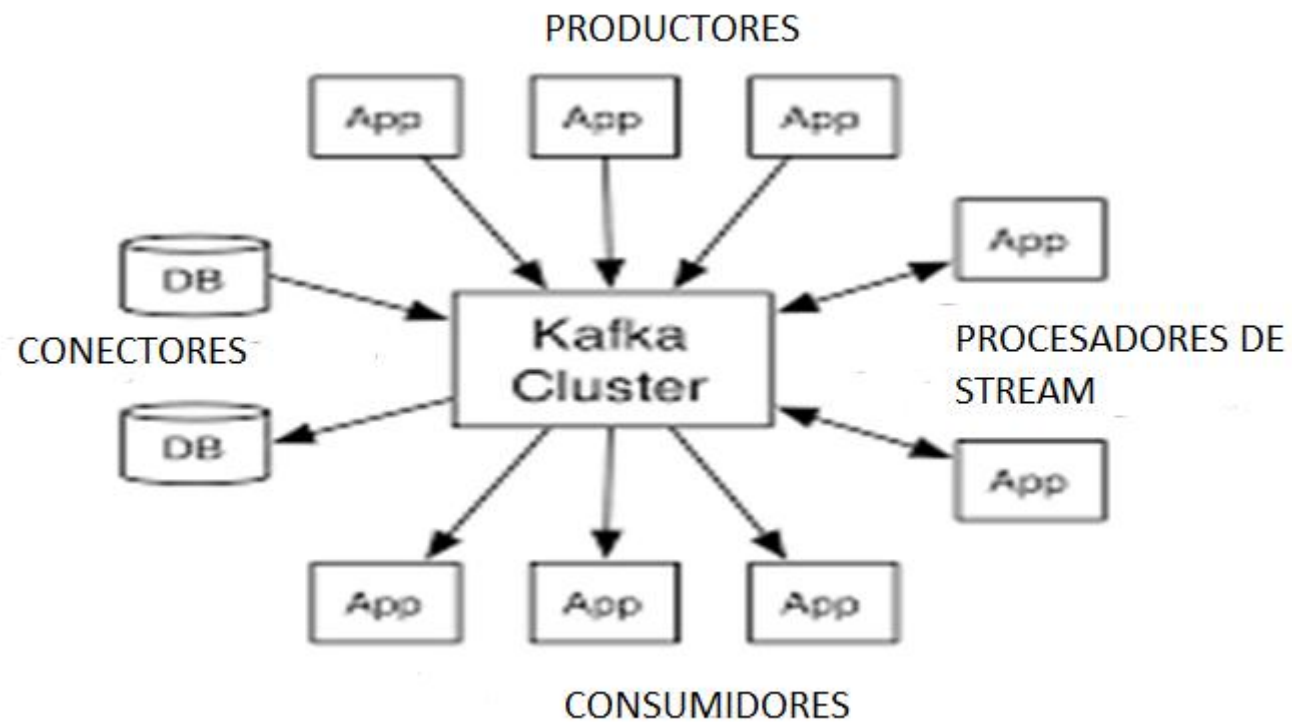 PRODUCTORES
App
App
App
App
DB
Kafka
Cluster
CONECTORES
PROCESADORES DE
STREAM
DB
App
App
App
App
CONSUMIDORES